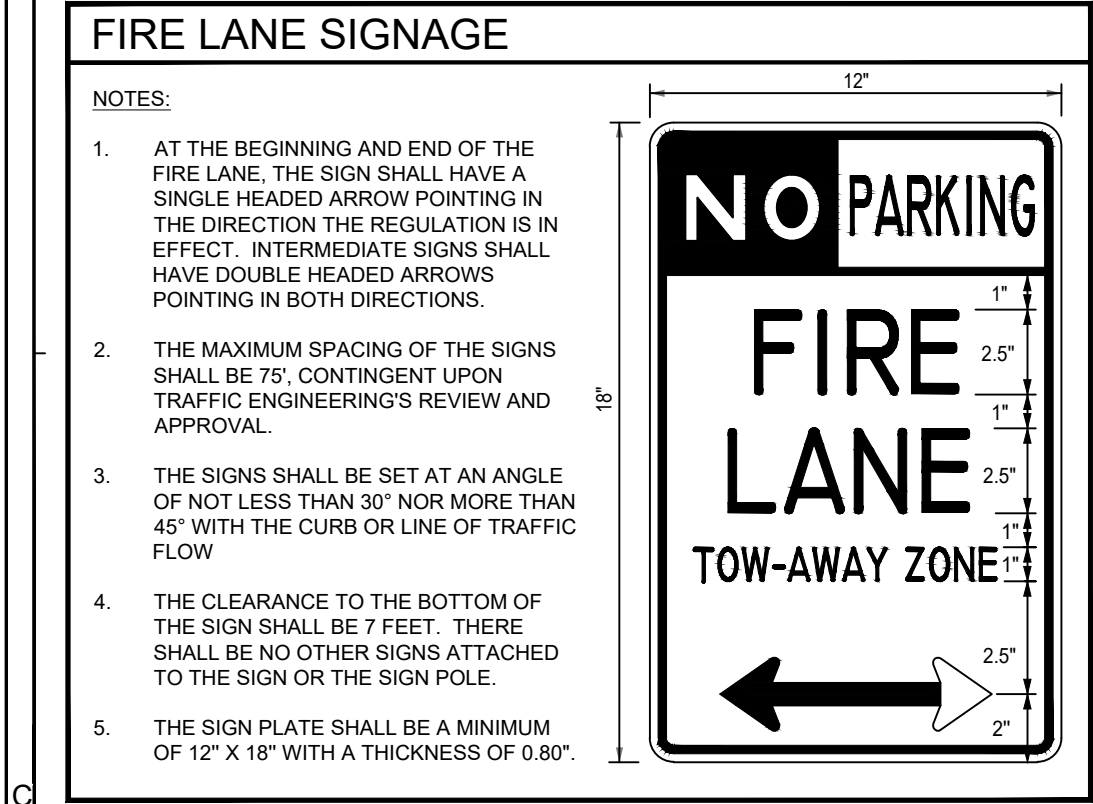 FIRE LANE SIGNAGE
NOTES:
1. AT THE BEGINNING AND END OF THE
FIRE LANE, THE SIGN SHALL HAVE A
SINGLE HEADED ARROW POINTING IN
THE DIRECTION THE REGULATION IS IN
EFFECT. INTERMEDIATE SIGNS SHALL
HAVE DOUBLE HEADED ARROWS
POINTING IN BOTH DIRECTIONS.
2. THE MAXIMUM SPACING OF THE SIGNS
SHALL BE 75', CONTINGENT UPON
TRAFFIC ENGINEERING'S REVIEW AND
APPROVAL.
3. THE SIGNS SHALL BE SET AT AN ANGLE
OF NOT LESS THAN 30° NOR MORE THAN
45° WITH THE CURB OR LINE OF TRAFFIC
FLOW
4. THE CLEARANCE TO THE BOTTOM OF
THE SIGN SHALL BE 7 FEET. THERE
SHALL BE NO OTHER SIGNS ATTACHED
TO THE SIGN OR THE SIGN POLE.
5. THE SIGN PLATE SHALL BE A MINIMUM
OF 12" X 18" WITH A THICKNESS OF 0.80".
12"
18"
NO PARKING
1"
FIRE
2.5"
1"
LANE
2.5"
1"
TOW-AWAY ZONE
1"
2.5"
2"
C